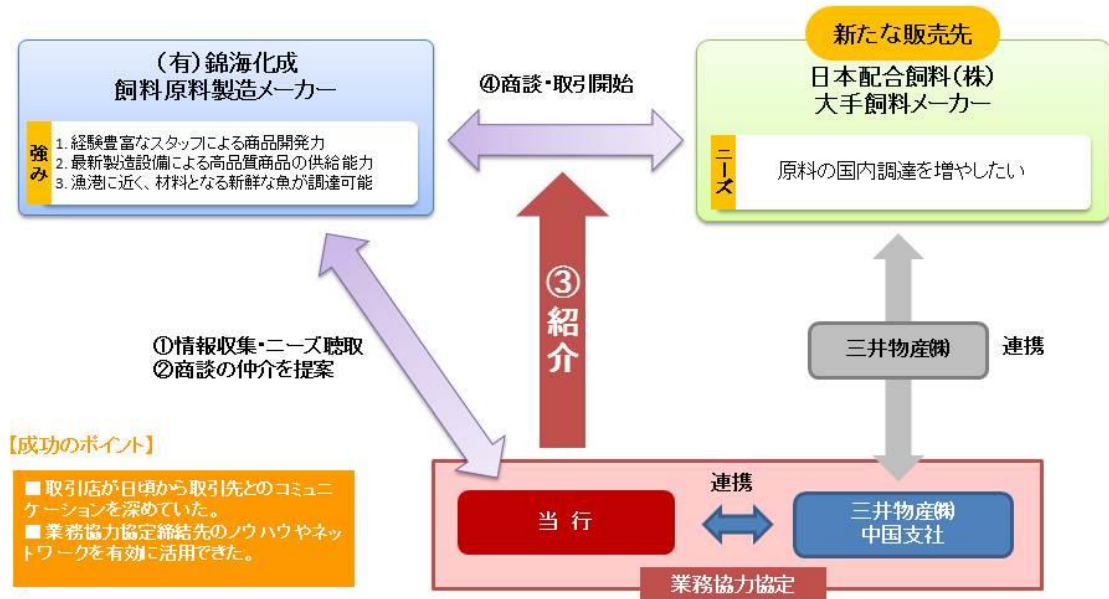 (有)錦海化成
飼料原料製造メーカー
強み
1. 経験豊富なスタッフによる商品開発力
2. 最新製造設備による高品質商品の供給能力
3. 漁港に近く、材料となる新鮮な魚が調達可能
④商談・取引開始
新たな販売先
日本配合飼料(株)
大手飼料メーカー
ニーズ
原料の国内調達を増やしたい
③紹介
①情報収集・ニーズ聴取
②商談の仲介を提案
三井物産㈱
連携
【成功のポイント】
■取引店が日頃から取引先とのコミュニ
ケーションを深めていた。
■業務協力協定締結先のノウハウやネッ
トワークを有効に活用できた。
当 行
連携
三井物産㈱
中国支社
業務協力協定